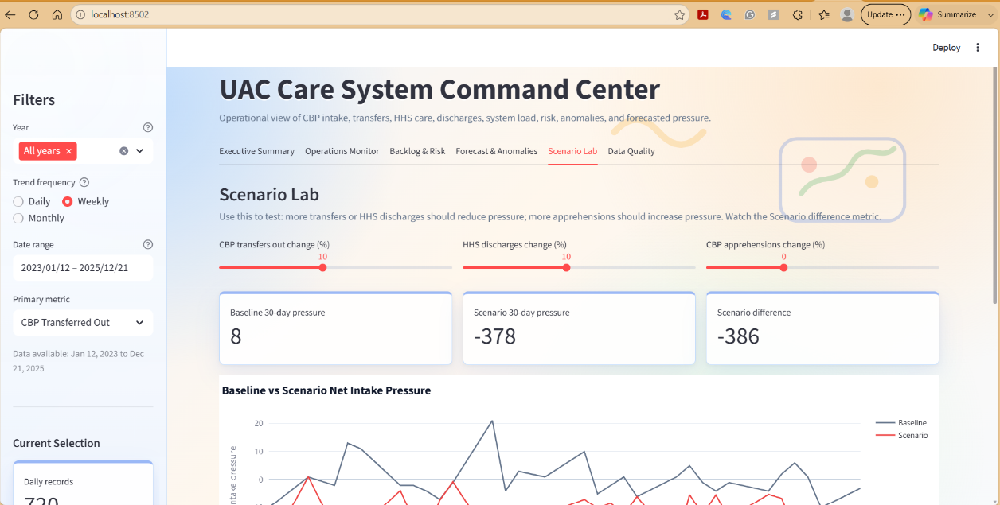 localhost:8502
Update
Summarize
Deploy
Filters
Year
All years
Trend frequency
Daily
Weekly
Monthly
Date range
2023/01/12 – 2025/12/21
Primary metric
CBP Transferred Out
Data available: Jan 12, 2023 to Dec
21, 2025
Current Selection
Daily records
720
UAC Care System Command Center
Operational view of CBP intake, transfers, HHS care, discharges, system load, risk, anomalies, and forecasted pressure.
Executive Summary Operations Monitor Backlog & Risk Forecast & Anomalies Scenario Lab Data Quality
Scenario Lab
Use this to test: more transfers or HHS discharges should reduce pressure; more apprehensions should increase pressure. Watch the Scenario difference metric.
CBP transfers out change (%)
10
HHS discharges change (%)
10
CBP apprehensions change (%)
0
Baseline 30-day pressure
8
Scenario 30-day pressure
-378
Scenario difference
-386
Baseline vs Scenario Net Intake Pressure
20
10
0
intake pressure
Baseline
Scenario